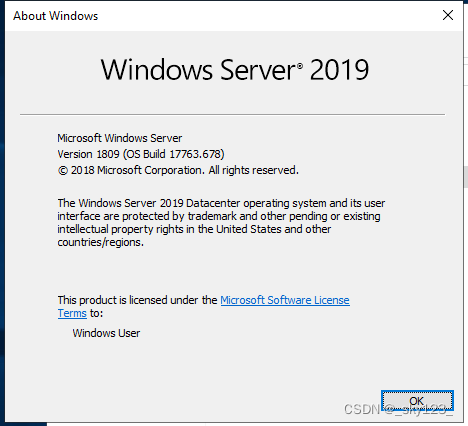 About Windows
Windows Server® 2019
Microsoft Windows Server
Version 1809 (OS Build 17763.678)
© 2018 Microsoft Corporation. All rights reserved.
The Windows Server 2019 Datacenter operating system and its user
interface are protected by trademark and other pending or existing
intellectual property rights in the United States and other
countries/regions.
This product is licensed under the Microsoft Software License
Terms to:
Windows User
OK
CSDN @_sky123_